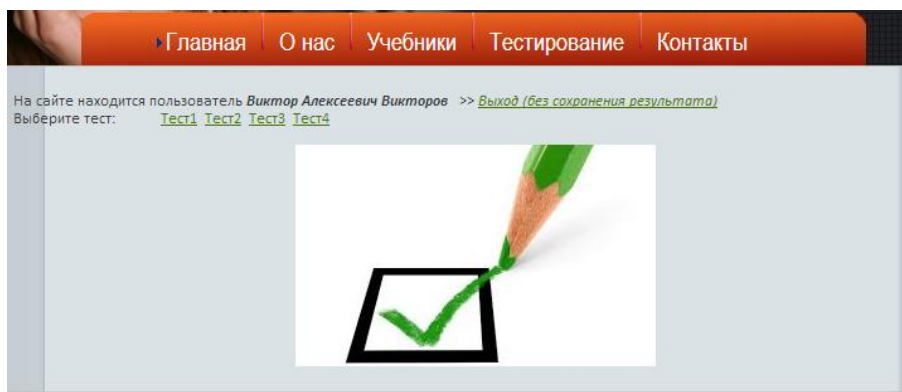 Главная О нас Учебники Тестирование Контакты
На сайте находится пользователь Виктор Алексеевич Викторов >> Выход (без сохранения результата)
Выберите тест: Тест1 Тест2 Тест3 Тест4